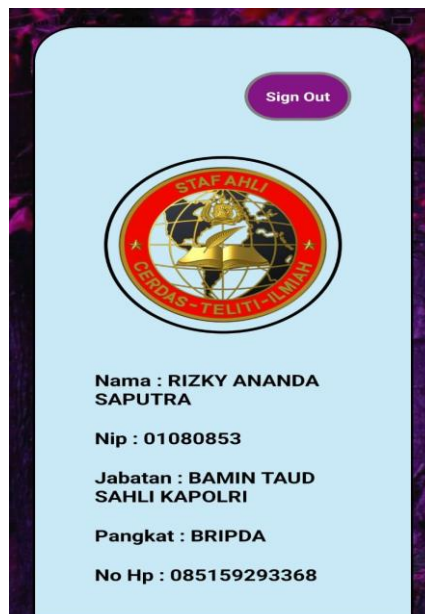 Sign Out
STAF AHLI
CERDAS-TELITI-ILMIAH
Nama : RIZKY ANANDA
SAPUTRA
Nip : 01080853
Jabatan : BAMIN TAUD
SAHLI KAPOLRI
Pangkat : BRIPDA
No Hp : 085159293368